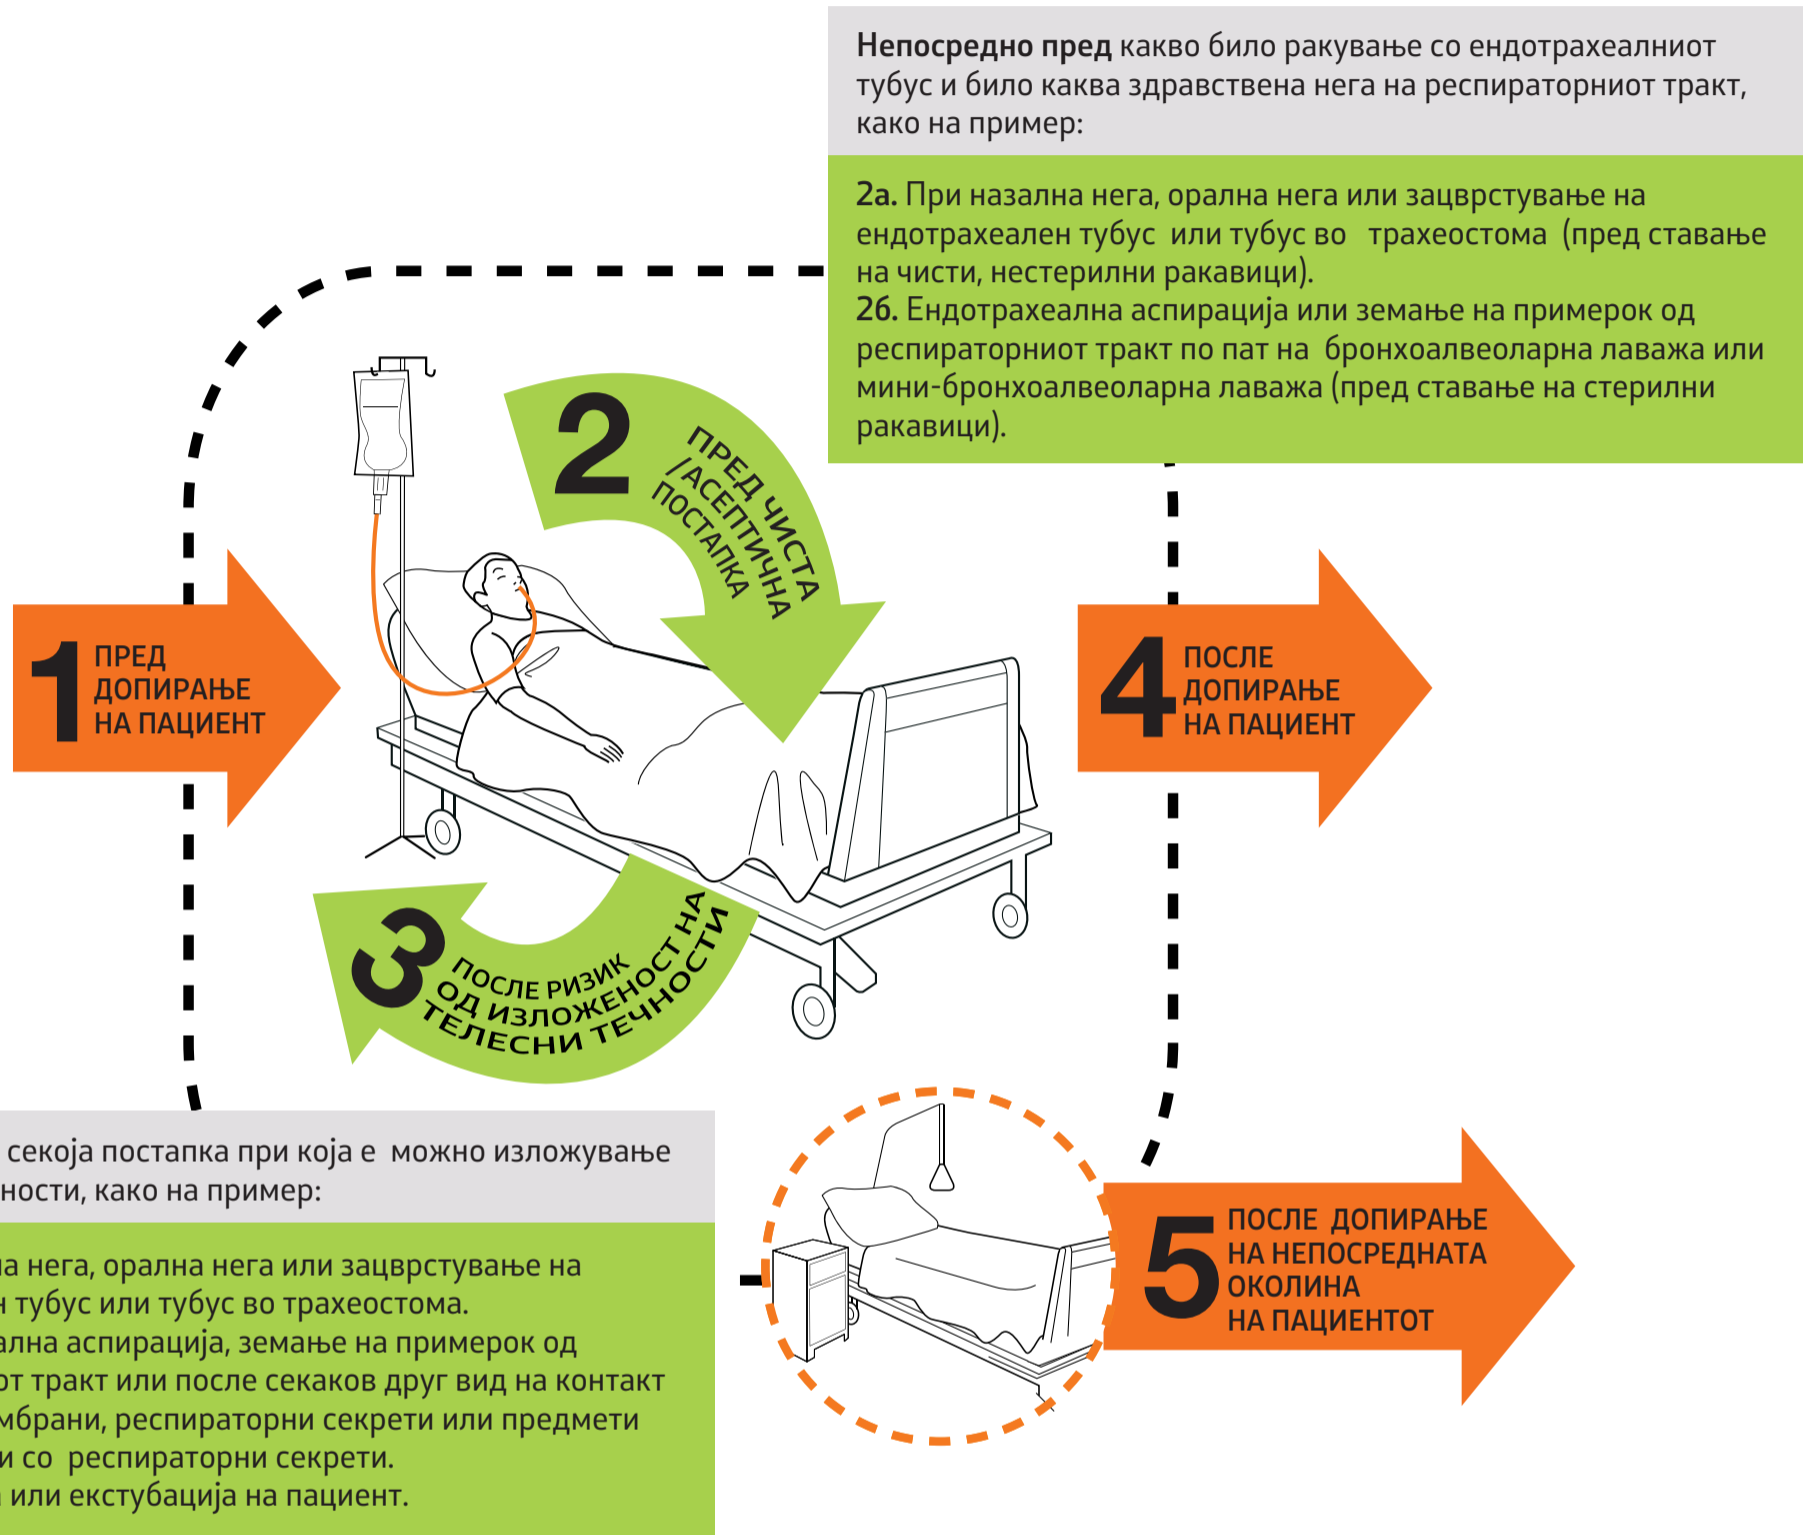 Непосредно пред какво било ракување со ендотрахеалниот
тубус и било каква здравствена нега на респираторниот тракт,
како на пример:
2а. При назална нега, орална нега или зацврстување на
ендотрахеален тубус или тубус во трахеостома (пред ставање
на чисти, нестерилни ракавици).
2б. Ендотрахеална аспирација или земање на примерок од
респираторниот тракт по пат на бронхоалвеоларна лаважа или
мини-бронхоалвеоларна лаважа (пред ставање на стерилни
ракавици).
2
ПРЕД ЧИСТА
/АСЕПТИЧНА
ПОСТАПКА
1
ПРЕД
ДОПИРАЊЕ
НА ПАЦИЕНТ
4
ПОСЛЕ
ДОПИРАЊЕ
НА ПАЦИЕНТ
3
ПОСЛЕ РИЗИК
ОД ИЗЛОЖЕНОСТ НА
ТЕЛЕСНИ ТЕЧНОСТИ
секоја постапка при која е можно изложување
ности, како на пример:
на нега, орална нега или зацврстување на
н тубус или тубус во трахеостома.
ална аспирација, земање на примерок од
от тракт или после секаков друг вид на контакт
мбрани, респираторни секрети или предмети
и со респираторни секрети.
или екстубација на пациент.
5
ПОСЛЕ ДОПИРАЊЕ
НА НЕПОСРЕДНАТА
ОКОЛИНА
НА ПАЦИЕНТОТ